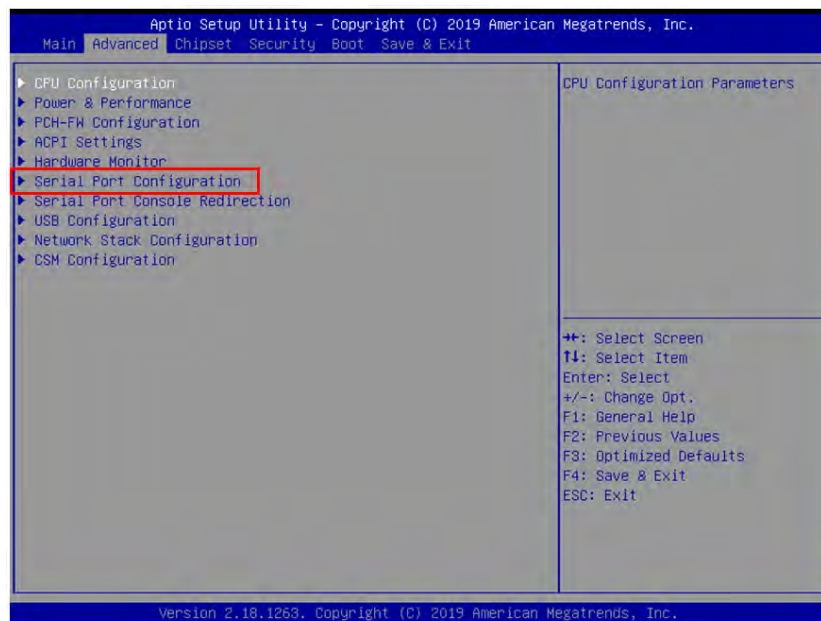 Aptio Setup Utility – Copyright (C) 2019 American Megatrends, Inc.
Main Advanced Chipset Security Boot Save & Exit
CPU Configuration
Power & Performance
PCH-FW Configuration
ACPI Settings
Hardware Monitor
Serial Port Configuration
Serial Port Console Redirection
USB Configuration
Network Stack Configuration
CSM Configuration
CPU Configuration Parameters
→←: Select Screen
↑↓: Select Item
Enter: Select
+/-: Change Opt.
F1: General Help
F2: Previous Values
F3: Optimized Defaults
F4: Save & Exit
ESC: Exit
Version 2.18.1263. Copyright (C) 2019 American Megatrends, Inc.